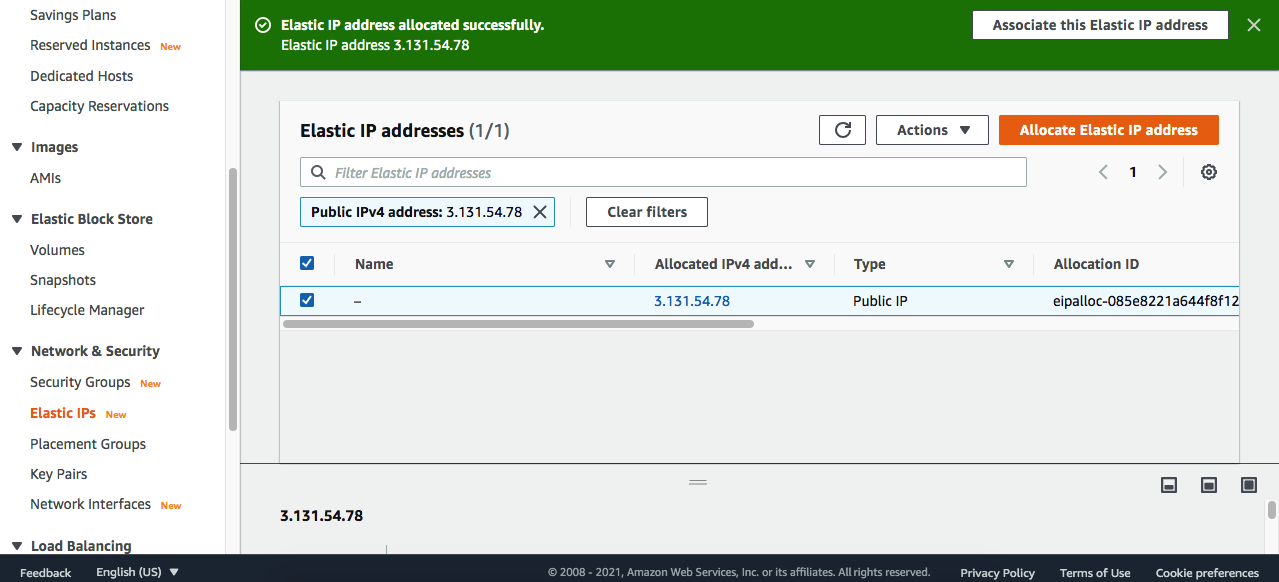 Savings Plans
Reserved Instances New
Dedicated Hosts
Capacity Reservations
Images
AMIs
Elastic Block Store
Volumes
Snapshots
Lifecycle Manager
Network & Security
Security Groups New
Elastic IPs New
Placement Groups
Key Pairs
Network Interfaces New
Load Balancing
Elastic IP address allocated successfully.
Elastic IP address 3.131.54.78
Associate this Elastic IP address
Elastic IP addresses (1/1)
Actions
Allocate Elastic IP address
Filter Elastic IP addresses
1
Public IPv4 address: 3.131.54.78
Clear filters
Name Allocated IPv4 add... Type Allocation ID
– 3.131.54.78 Public IP eipalloc-085e8221a644f8f12
3.131.54.78
Feedback English (US) © 2008 - 2021, Amazon Web Services, Inc. or its affiliates. All rights reserved. Privacy Policy Terms of Use Cookie preferences